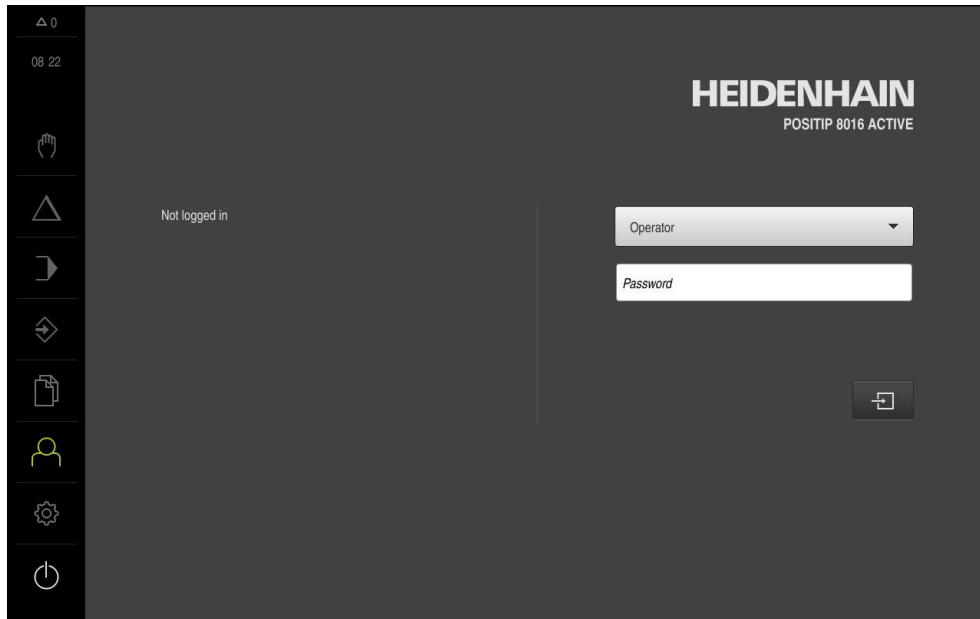 0
08 22
HEIDENHAIN
POSITIP 8016 ACTIVE
Not logged in
Operator
Password